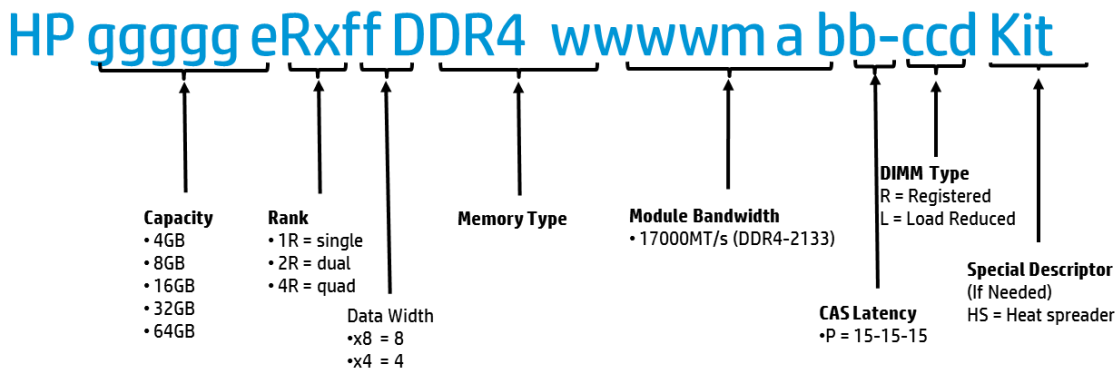 HP ggggg eRxff DDR4 wwwwm a bb-ccd Kit
Capacity
• 4GB
• 8GB
• 16GB
• 32GB
• 64GB
Rank
• 1R = single
• 2R = dual
• 4R = quad
Data Width
•x8 = 8
•x4 = 4
Memory Type
Module Bandwidth
• 17000MT/s (DDR4-2133)
CAS Latency
•P = 15-15-15
DIMM Type
R = Registered
L = Load Reduced
Special Descriptor
(If Needed)
HS = Heat spreader